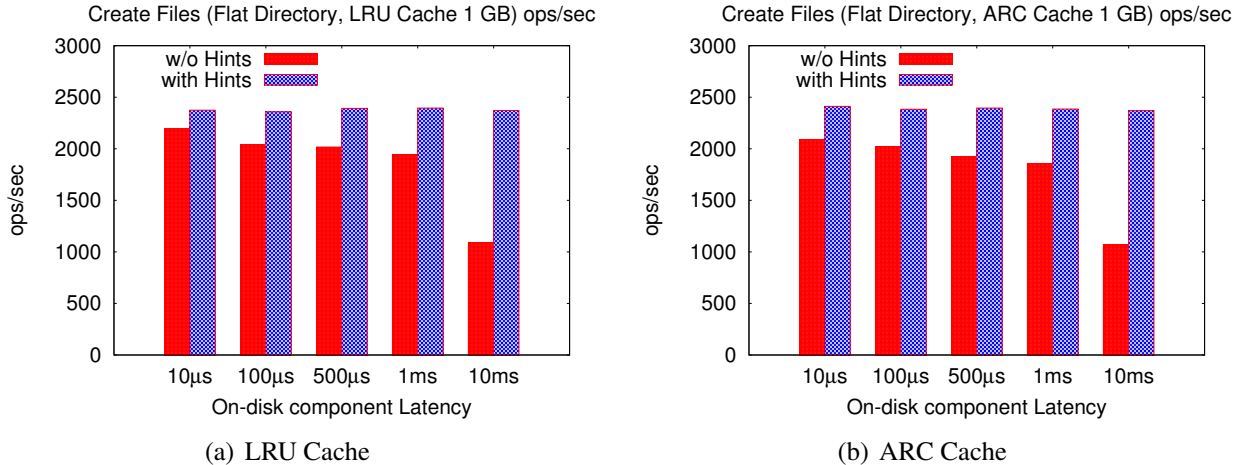 Create Files (Flat Directory, LRU Cache 1 GB) ops/sec
3000
2500
2000
1500
1000
500
0
ops/sec
w/o Hints
with Hints
10μs 100μs 500μs 1ms 10ms
On-disk component Latency
(a) LRU Cache
Create Files (Flat Directory, ARC Cache 1 GB) ops/sec
3000
2500
2000
1500
1000
500
0
ops/sec
w/o Hints
with Hints
10μs 100μs 500μs 1ms 10ms
On-disk component Latency
(b) ARC Cache